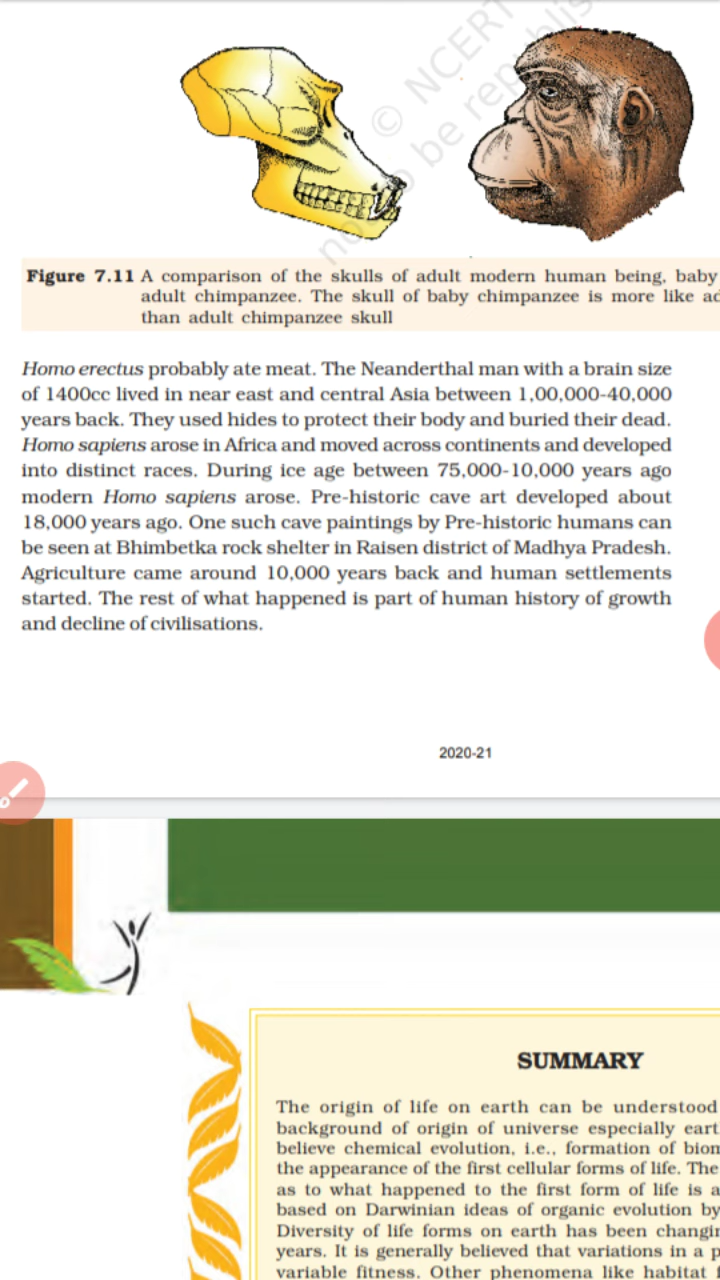 © NCERT
not to be republis
Figure 7.11 A comparison of the skulls of adult modern human being, baby
adult chimpanzee. The skull of baby chimpanzee is more like ad
than adult chimpanzee skull
Homo erectus probably ate meat. The Neanderthal man with a brain size
of 1400cc lived in near east and central Asia between 1,00,000-40,000
years back. They used hides to protect their body and buried their dead.
Homo sapiens arose in Africa and moved across continents and developed
into distinct races. During ice age between 75,000-10,000 years ago
modern Homo sapiens arose. Pre-historic cave art developed about
18,000 years ago. One such cave paintings by Pre-historic humans can
be seen at Bhimbetka rock shelter in Raisen district of Madhya Pradesh.
Agriculture came around 10,000 years back and human settlements
started. The rest of what happened is part of human history of growth
and decline of civilisations.
2020-21
SUMMARY
The origin of life on earth can be understood
background of origin of universe especially eart
believe chemical evolution, i.e., formation of biom
the appearance of the first cellular forms of life. The
as to what happened to the first form of life is a
based on Darwinian ideas of organic evolution by
Diversity of life forms on earth has been changin
years. It is generally believed that variations in a p
variable fitness. Other phenomena like habitat f